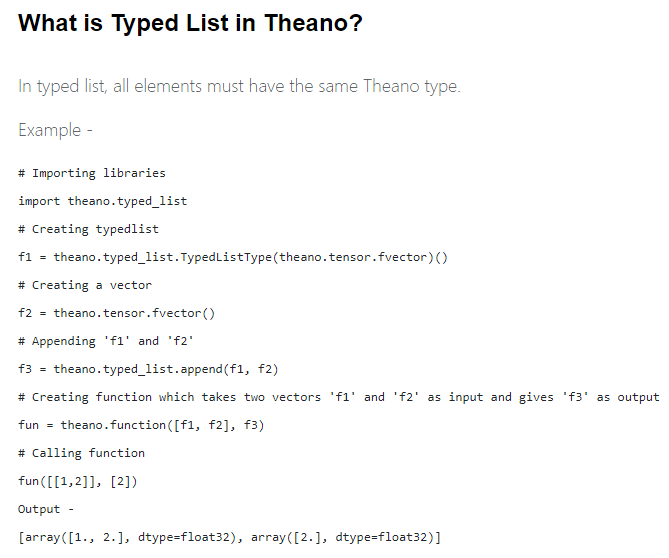 What is Typed List in Theano?
In typed list, all elements must have the same Theano type.
Example -
# Importing libraries
import theano.typed_list
# Creating typedlist
f1 = theano.typed_list.TypedListType(theano.tensor.fvector)()
# Creating a vector
f2 = theano.tensor.fvector()
# Appending 'f1' and 'f2'
f3 = theano.typed_list.append(f1, f2)
# Creating function which takes two vectors 'f1' and 'f2' as input and gives 'f3' as output
fun = theano.function([f1, f2], f3)
# Calling function
fun([[1,2]], [2])
Output -
[array([1., 2.], dtype=float32), array([2.], dtype=float32)]